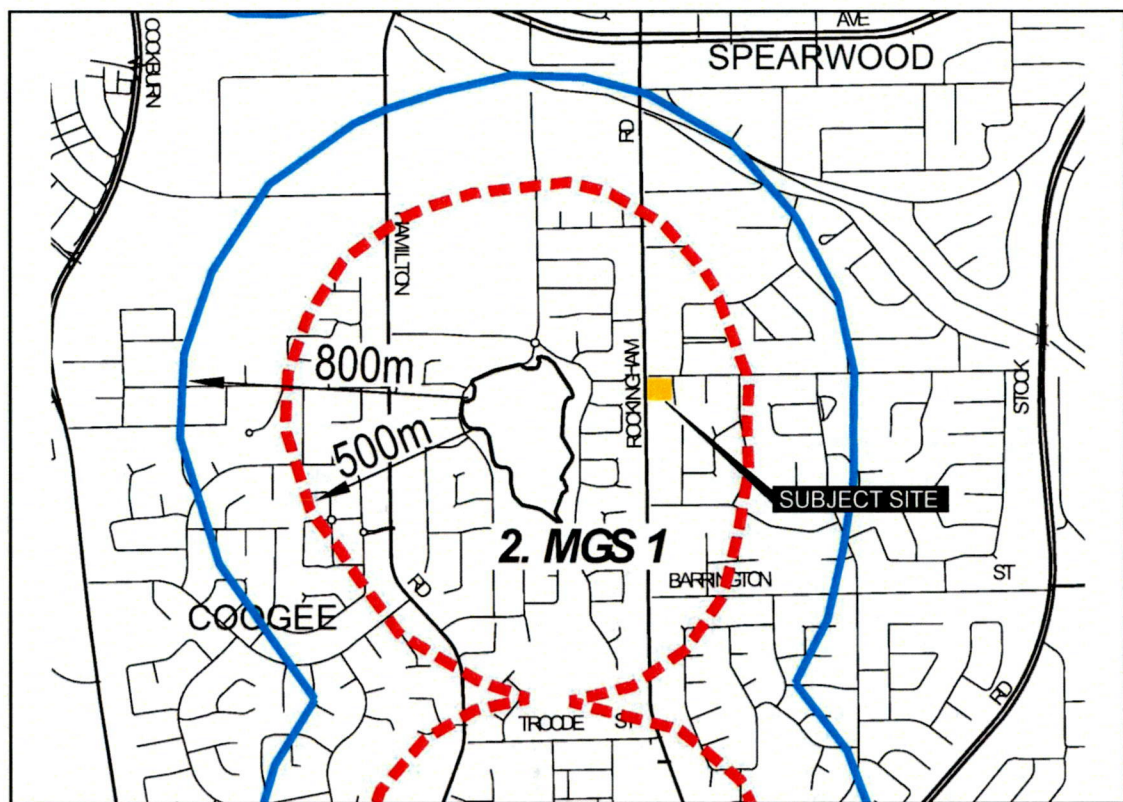 AVE
SPEARWOOD
COCKBURN
RD
HAMILTON
ROCKINGHAM
800m
STOCK
500m
SUBJECT SITE
2. MGS 1
BARRINGTON
ST
RD
COOGEE
RD
TROODE ST